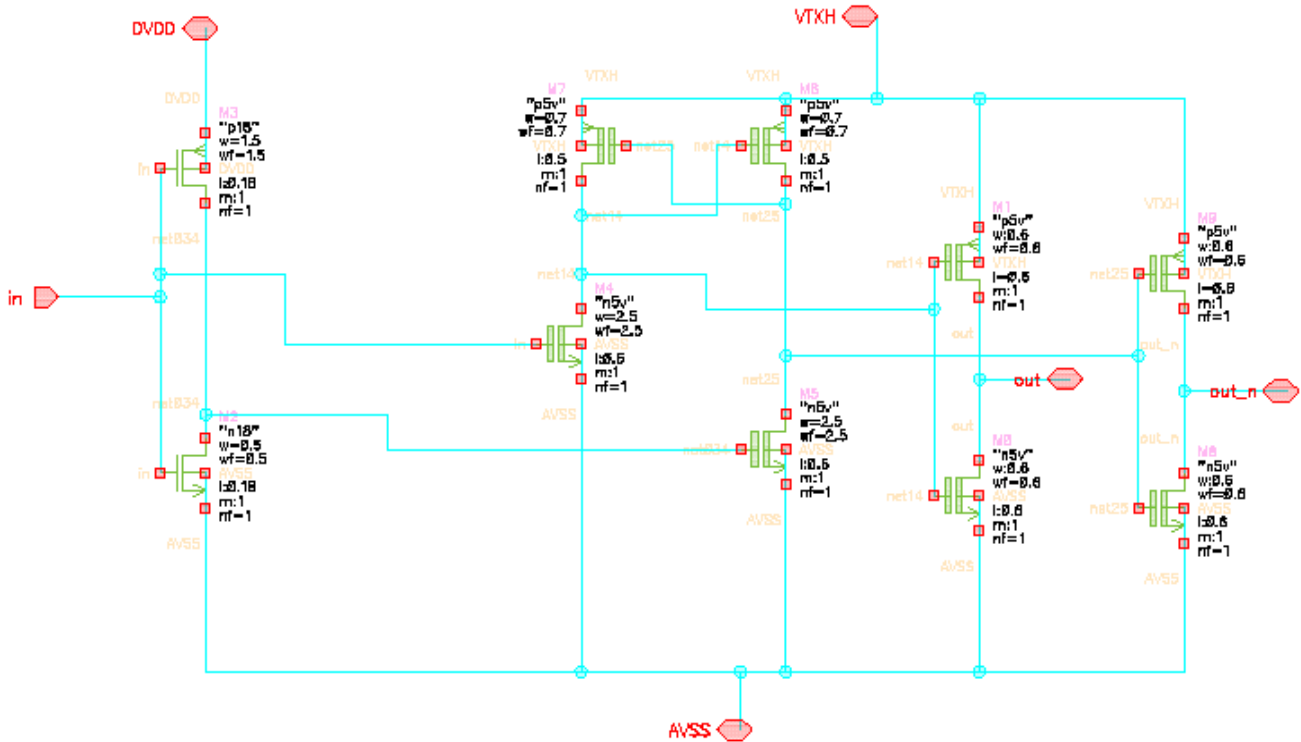 DVDD
VTXH
DVDD
M3
"p18"
w=1.5
wf=1.5
in
DVDD
l:0.18
m:1
nf=1
net034
in
net034
M2
"n18"
w=0.5
wf=0.5
in
AVSS
l:0.18
m:1
nf=1
AVSS
VTXH
M7
"p5v"
w=0.7
wf=0.7
VTXH
net25
l:0.5
m:1
nf=1
net14
net14
M4
"n5v"
w=2.5
wf=2.5
in
AVSS
l:0.6
m:1
nf=1
AVSS
VTXH
"p5v"
w=0.7
wf=0.7
net14
VTXH
l:0.5
m:1
nf=1
net25
net25
M5
"n5v"
w=2.5
wf=2.5
net034
AVSS
l:0.6
m:1
nf=1
AVSS
VTXH
M1
"p5v"
w:0.6
wf=0.6
net14
VTXH
m:1
nf=1
out
out
out
M0
"n5v"
w:0.6
wf=0.6
net14
AVSS
l:0.6
m:1
nf=1
AVSS
VTXH
M9
"p5v"
w:0.6
wf=0.6
net25
VTXH
m:1
nf=1
out_n
out_n
out_n
"n5v"
w:0.6
wf=0.6
net25
AVSS
l:0.6
m:1
nf=1
AVSS
AVSS